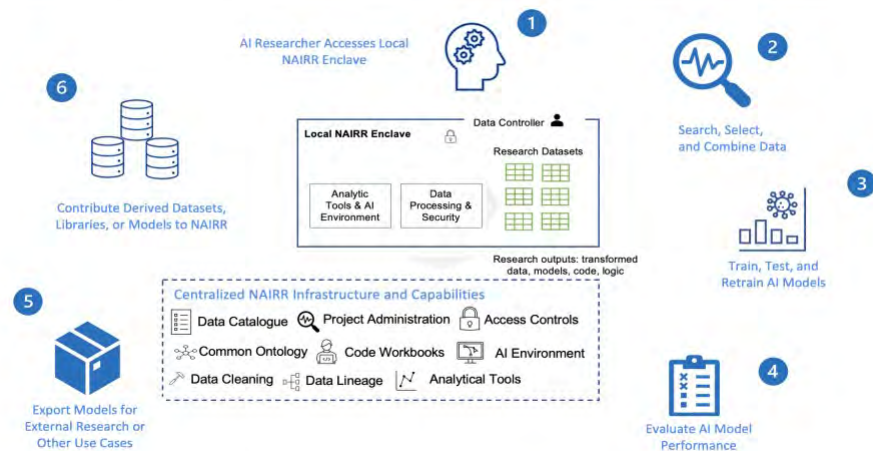 1
AI Researcher Accesses Local
NAIRR Enclave
2
Search, Select,
and Combine Data
3
Train, Test, and
Retrain AI Models
4
Evaluate AI Model
Performance
5
Export Models for
External Research or
Other Use Cases
6
Contribute Derived Datasets,
Libraries, or Models to NAIRR
Data Controller
Local NAIRR Enclave
Research Datasets
Analytic
Tools & AI
Environment
Data
Processing &
Security
Research outputs: transformed
data, models, code, logic
Centralized NAIRR Infrastructure and Capabilities
Data Catalogue
Project Administration
Access Controls
Common Ontology
Code Workbooks
AI Environment
Data Cleaning
Data Lineage
Analytical Tools